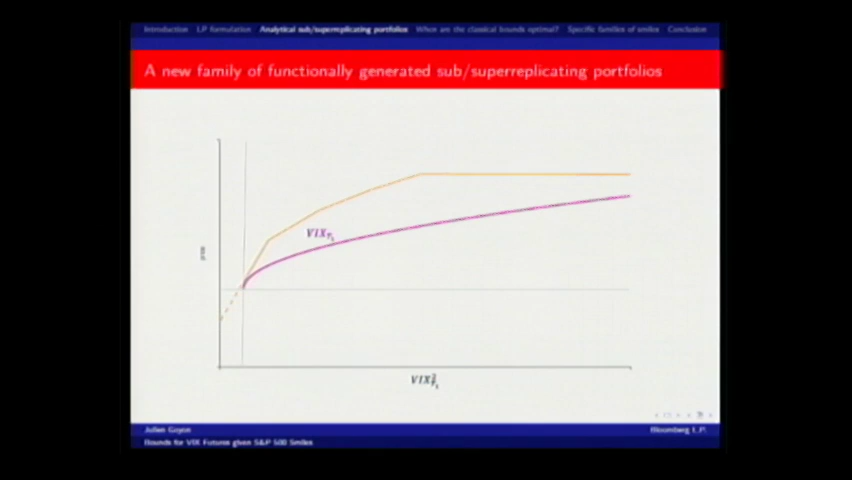 Introduction LP formulation Analytical sub/superreplicating portfolios When are the classical bounds optimal? Specific families of smiles Conclusion
A new family of functionally generated sub/superreplicating portfolios
VIX_{T_1}
VIX^2_{T_1}
Julien Guyon Bloomberg L.P.
Bounds for VIX Futures given S&P 500 Smiles